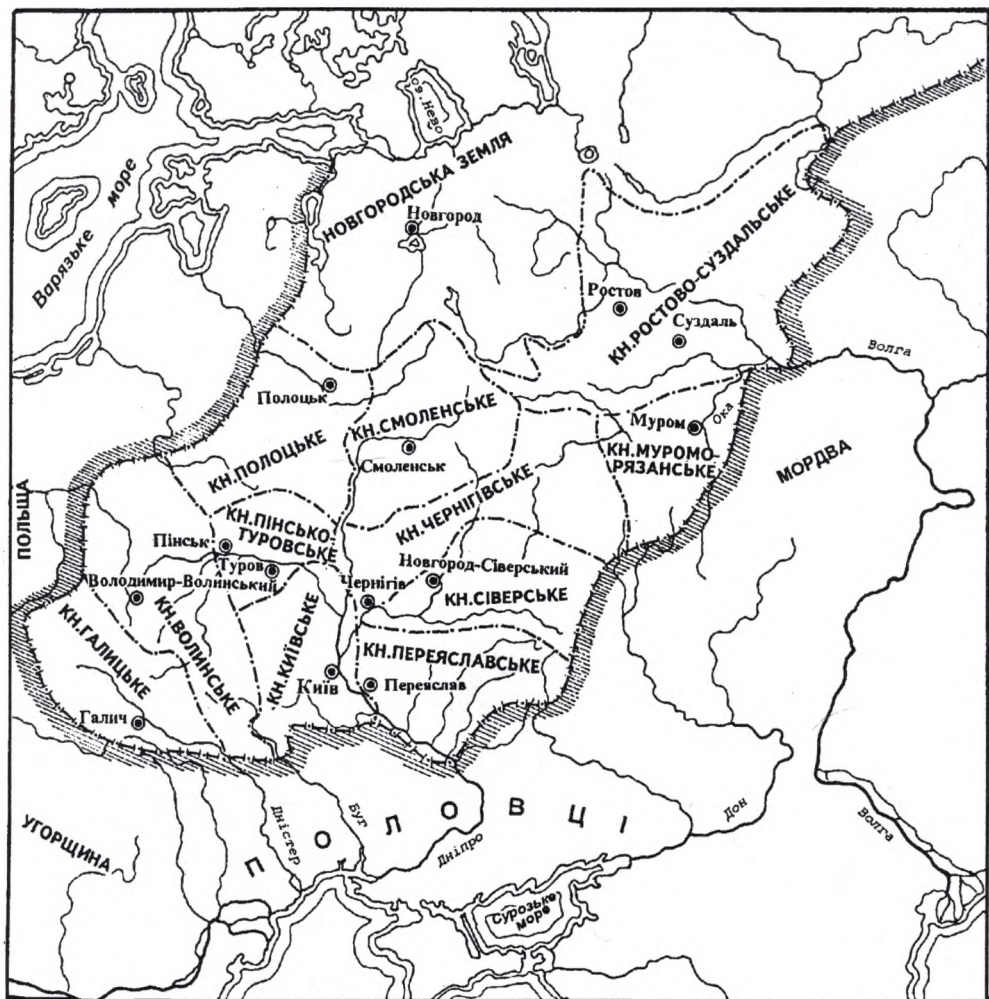 Оз. Нево
НОВГОРОДСЬКА ЗЕМЛЯ
Новгород
Варязьке море
КН.РОСТОВО-СУЗДАЛЬСЬКЕ
Ростов
Суздаль
Волга
Полоцьк
КН.СМОЛЕНСЬКЕ
Муром
Ока
КН.ПОЛОЦЬКЕ
Смоленськ
КН.МУРОМО-
РЯЗАНСЬКЕ
МОРДВА
ПОЛЬЩА
КН.ЧЕРНІГІВСЬКЕ
КН.ПІНСЬКО-
ТУРОВСЬКЕ
Пінськ
Туров
Новгород-Сіверський
Володимир-Волинський
Чернігів
КН.СІВЕРСЬКЕ
КН.ГАЛИЦЬКЕ
КН.ВОЛИНСЬКЕ
КН.КИЇВСЬКЕ
КН.ПЕРЕЯСЛАВСЬКЕ
Київ
Переяслав
Галич
УГОРЩИНА
ПОЛОВЦІ
Дністер
Буг
Дніпро
Дон
Волга
Сурозьке
море